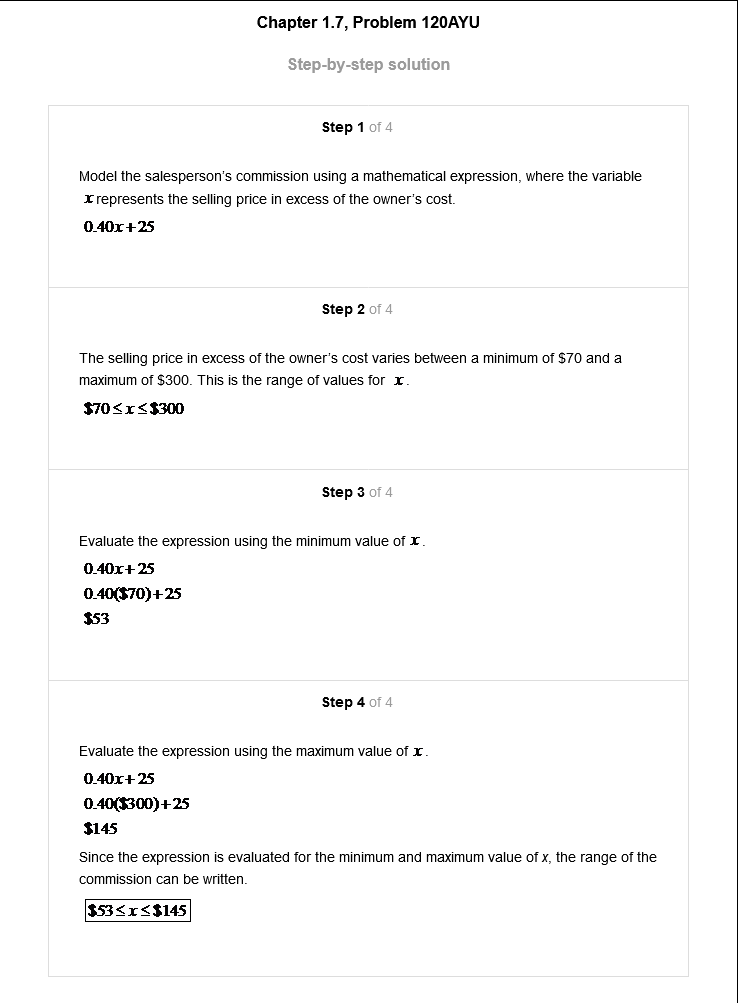 Chapter 1.7, Problem 120AYU
Step-by-step solution
Step 1 of 4
Model the salesperson's commission using a mathematical expression, where the variable
x represents the selling price in excess of the owner's cost.
0.40x+25
Step 2 of 4
The selling price in excess of the owner's cost varies between a minimum of $70 and a
maximum of $300. This is the range of values for x.
$70≤x≤$300
Step 3 of 4
Evaluate the expression using the minimum value of x.
0.40x+25
0.40($70)+25
$53
Step 4 of 4
Evaluate the expression using the maximum value of x.
0.40x+25
0.40($300)+25
$145
Since the expression is evaluated for the minimum and maximum value of x, the range of the
commission can be written.
$53≤x≤$145